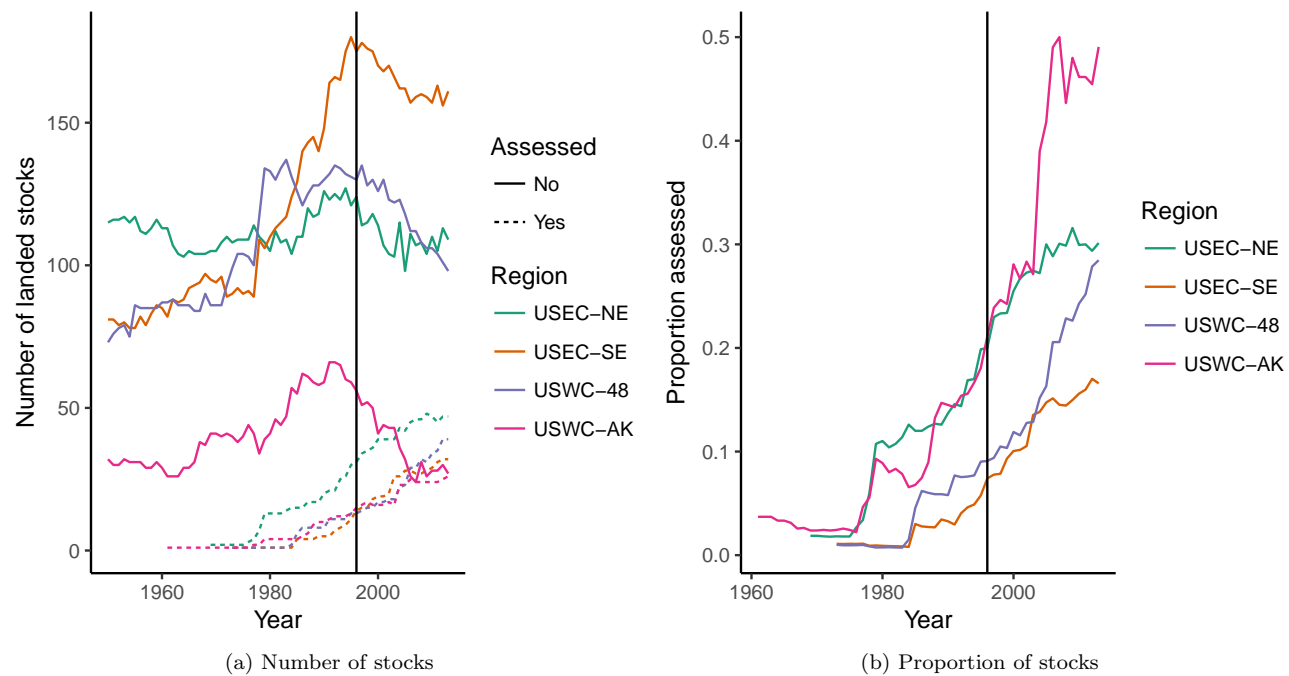 Number of landed stocks
150
100
50
0
1960
1980
2000
Year
Assessed
No
Yes
Region
USEC−NE
USEC−SE
USWC−48
USWC−AK
(a) Number of stocks
Proportion assessed
0.5
0.4
0.3
0.2
0.1
0.0
1960
1980
2000
Year
Region
USEC−NE
USEC−SE
USWC−48
USWC−AK
(b) Proportion of stocks